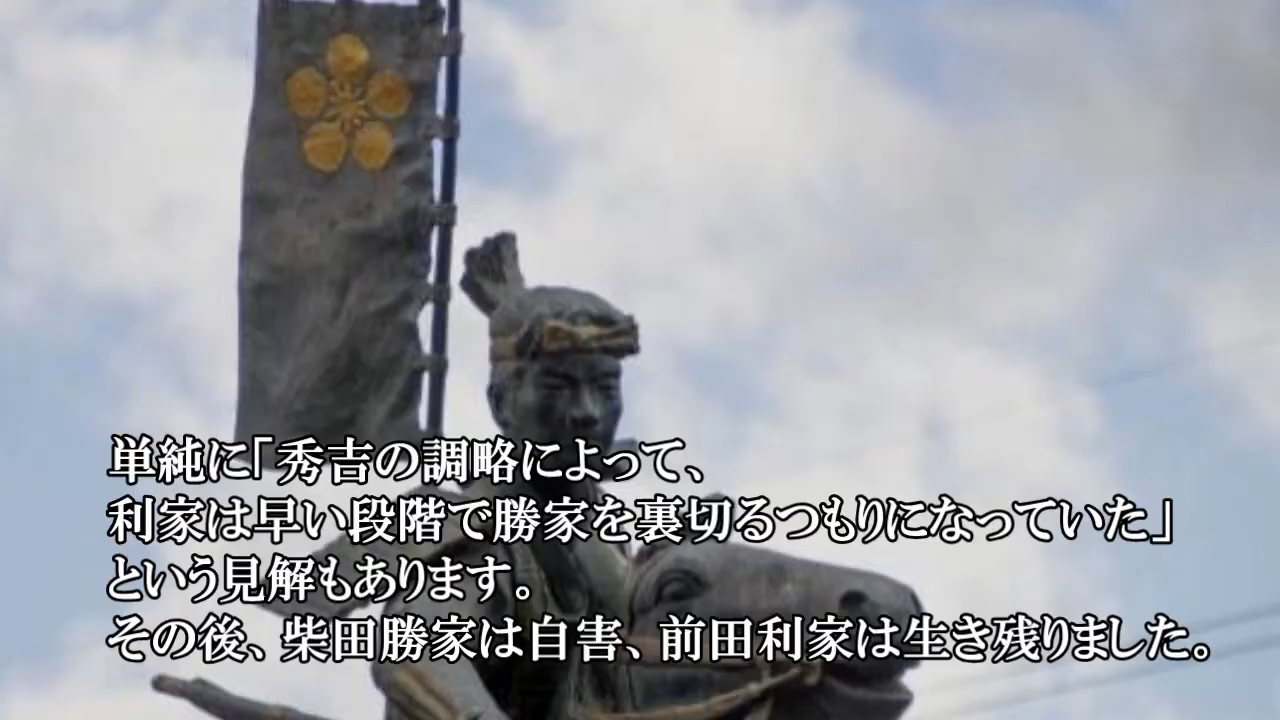 単純に「秀吉の調略によって、
利家は早い段階で勝家を裏切るつもりになっていた」
という見解もあります。
その後、柴田勝家は自害、前田利家は生き残りました。